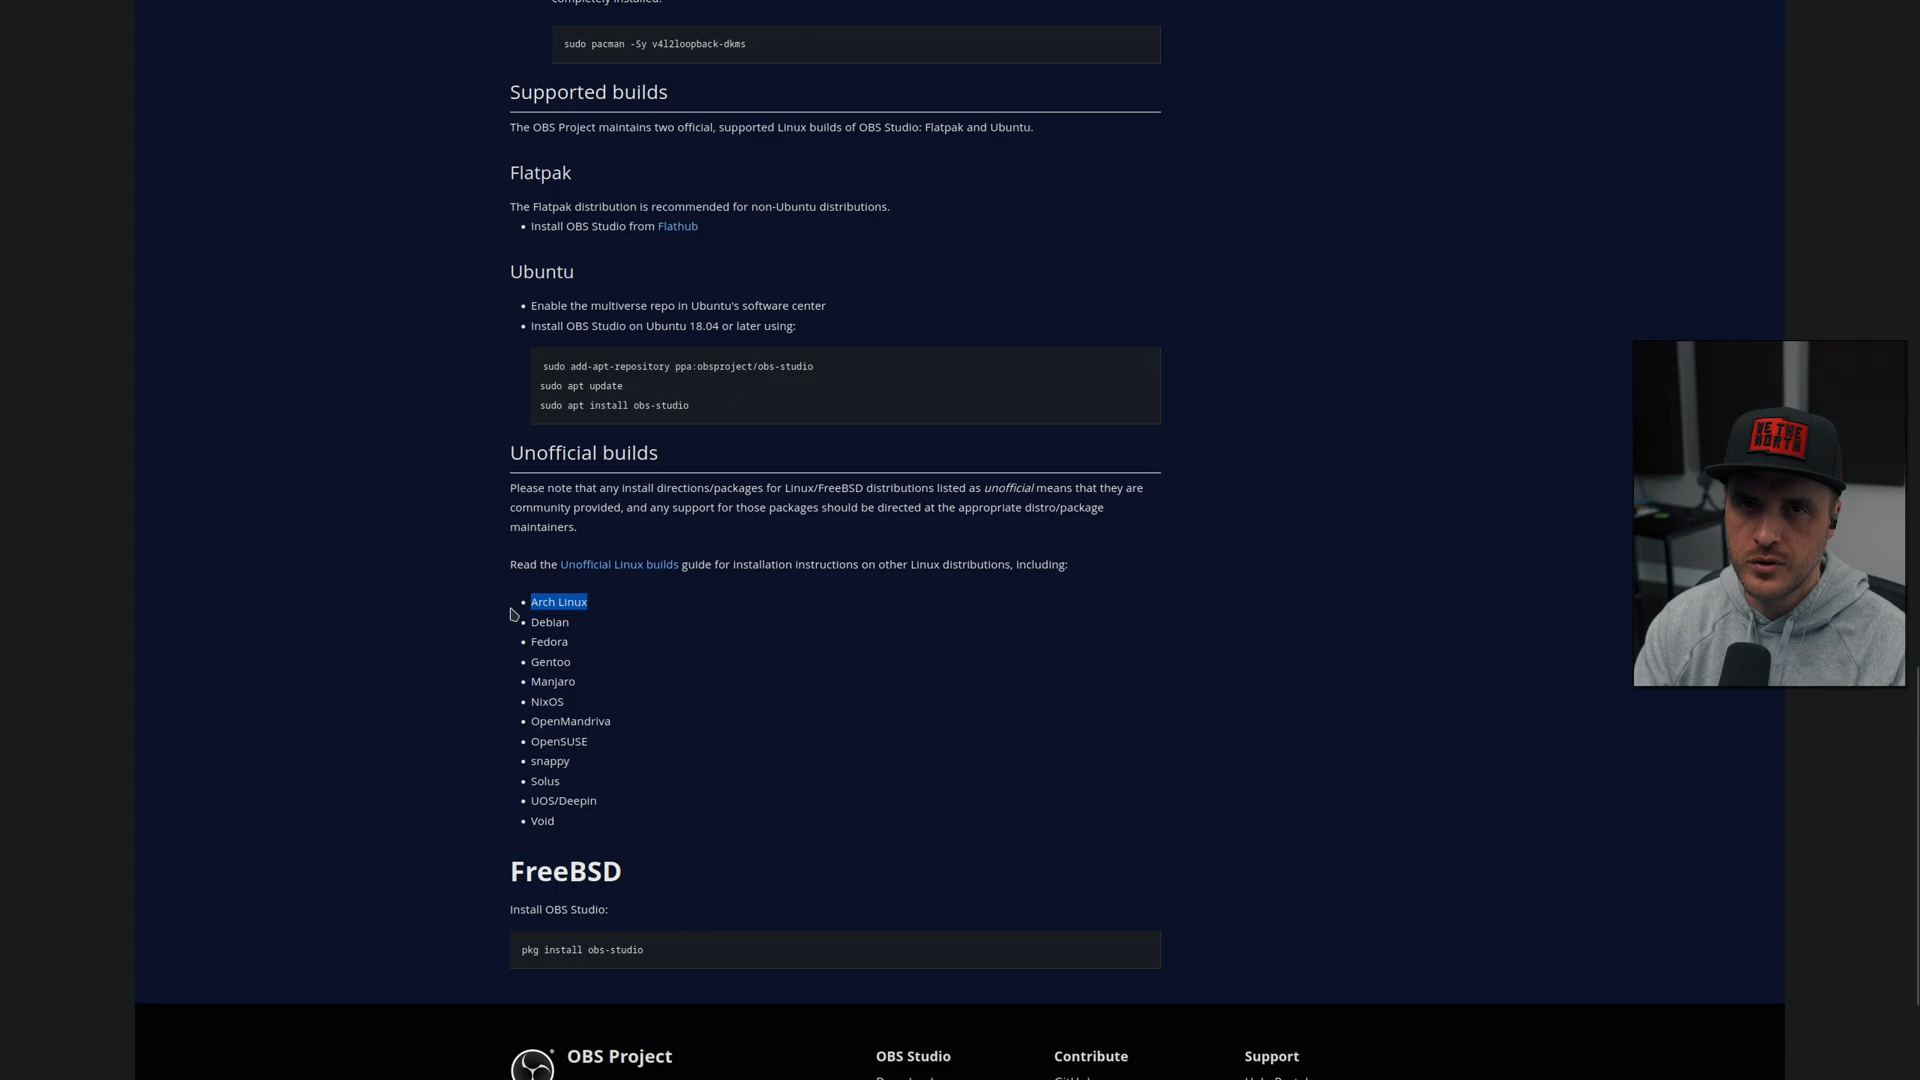 completely installed.
sudo pacman -Sy v4l2loopback-dkms
Supported builds
The OBS Project maintains two official, supported Linux builds of OBS Studio: Flatpak and Ubuntu.
Flatpak
The Flatpak distribution is recommended for non-Ubuntu distributions.
• Install OBS Studio from Flathub
Ubuntu
• Enable the multiverse repo in Ubuntu's software center
• Install OBS Studio on Ubuntu 18.04 or later using:
sudo add-apt-repository ppa:obsproject/obs-studio
sudo apt update
sudo apt install obs-studio
Unofficial builds
Please note that any install directions/packages for Linux/FreeBSD distributions listed as unofficial means that they are
community provided, and any support for those packages should be directed at the appropriate distro/package
maintainers.
Read the Unofficial Linux builds guide for installation instructions on other Linux distributions, including:
• Arch Linux
• Debian
• Fedora
• Gentoo
• Manjaro
• NixOS
• OpenMandriva
• OpenSUSE
• snappy
• Solus
• UOS/Deepin
• Void
FreeBSD
Install OBS Studio:
pkg install obs-studio
OBS Project
OBS Studio
Contribute
Support
WE THE
NORTH